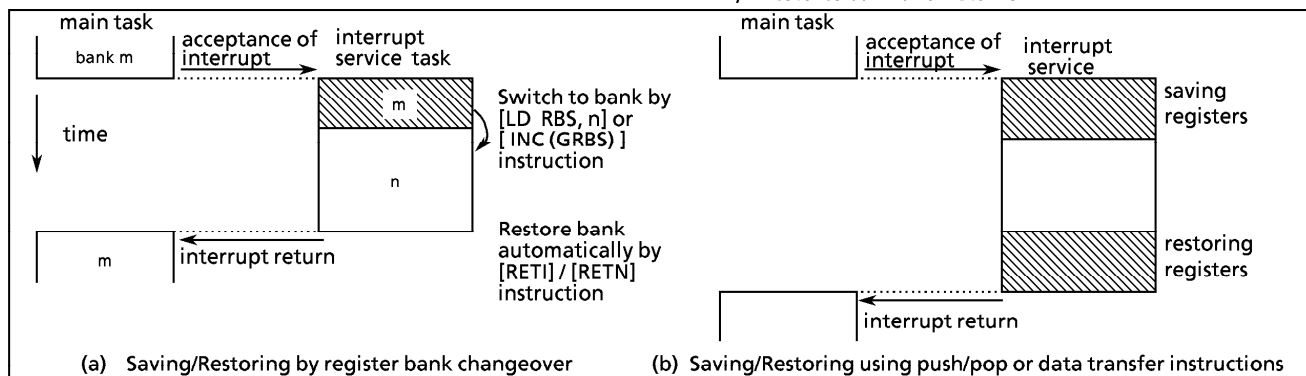 main task
bank m
acceptance of
interrupt
interrupt
service task
m
Switch to bank by
[LD RBS, n] or
[ INC (GRBS) ]
instruction
time
n
Restore bank
automatically by
[RETI] / [RETN]
instruction
interrupt return
m
(a) Saving/Restoring by register bank changeover
main task
acceptance of
interrupt
interrupt
service
saving
registers
restoring
registers
interrupt return
(b) Saving/Restoring using push/pop or data transfer instructions